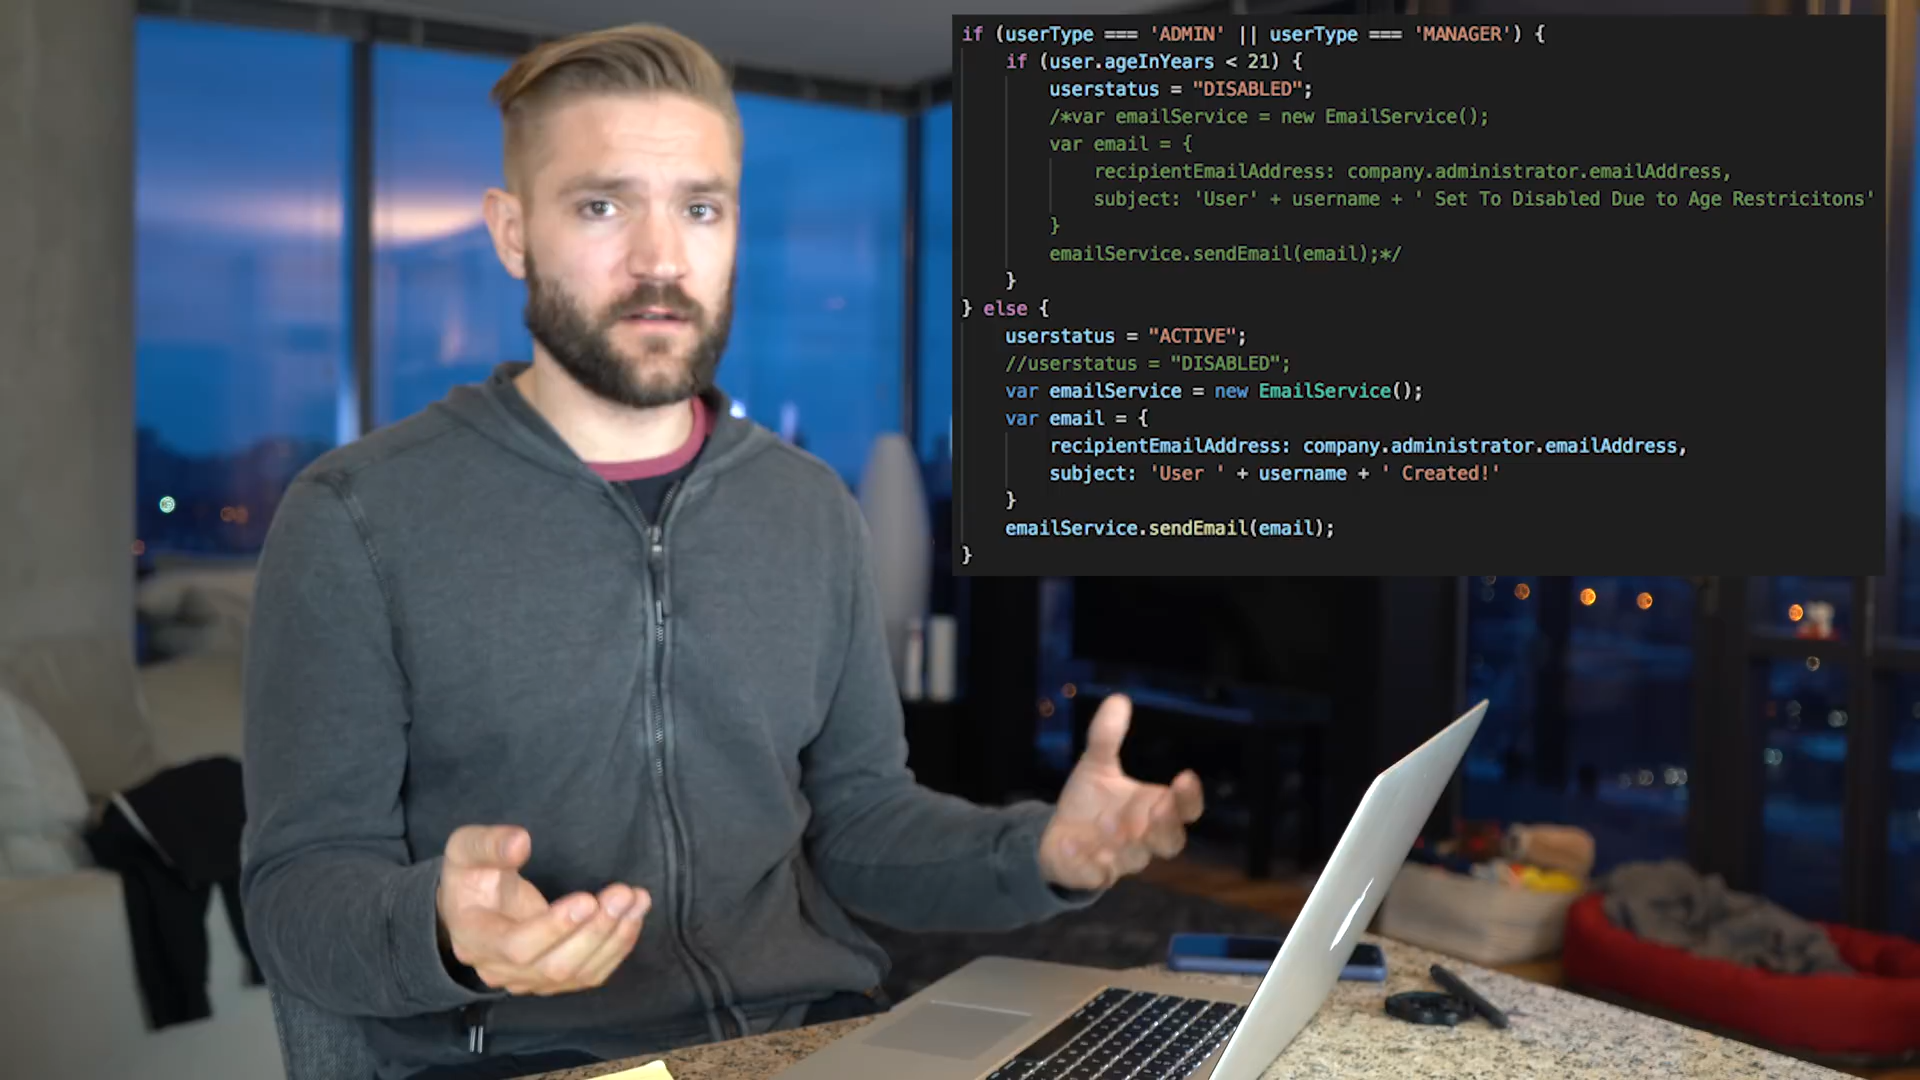 if (userType === 'ADMIN' || userType === 'MANAGER') {
if (user.ageInYears < 21) {
userstatus = "DISABLED";
/*var emailService = new EmailService();
var email = {
recipientEmailAddress: company.administrator.emailAddress,
subject: 'User' + username + ' Set To Disabled Due to Age Restricitons'
}
emailService.sendEmail(email);*/
}
} else {
userstatus = "ACTIVE";
//userstatus = "DISABLED";
var emailService = new EmailService();
var email = {
recipientEmailAddress: company.administrator.emailAddress,
subject: 'User ' + username + ' Created!'
}
emailService.sendEmail(email);
}